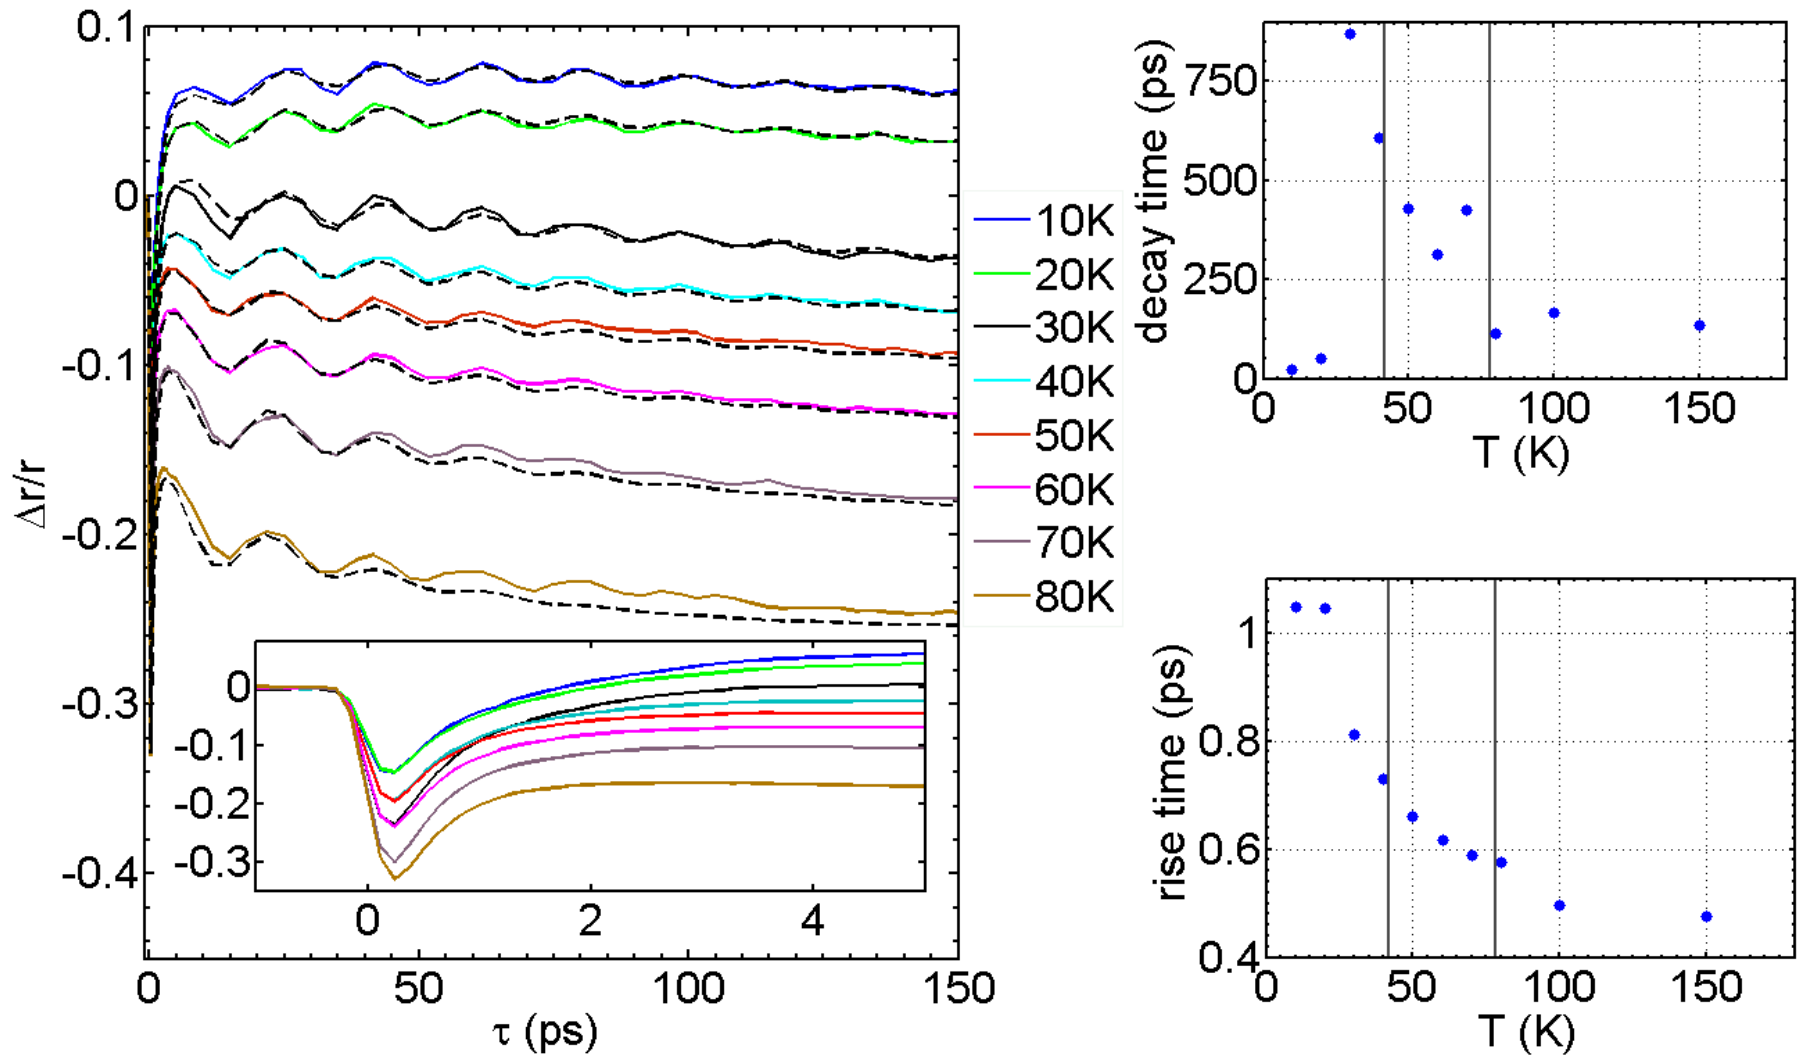 0.1
0
-0.1
-0.2
-0.3
-0.4
Δr/r
0
50
100
150
τ (ps)
0
-0.1
-0.2
-0.3
0
2
4
10K
20K
30K
40K
50K
60K
70K
80K
750
500
250
0
decay time (ps)
0
50
100
150
T (K)
1
0.8
0.6
0.4
rise time (ps)
0
50
100
150
T (K)